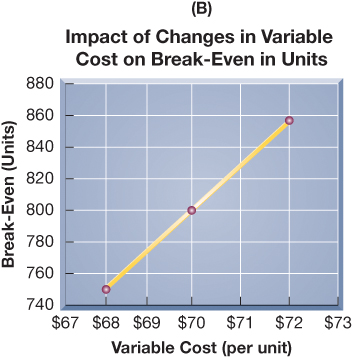 (B)
Impact of Changes in Variable
Cost on Break-Even in Units
Break-Even (Units)
880
860
840
820
800
780
760
740
$67 $68 $69 $70 $71 $72 $73
Variable Cost (per unit)